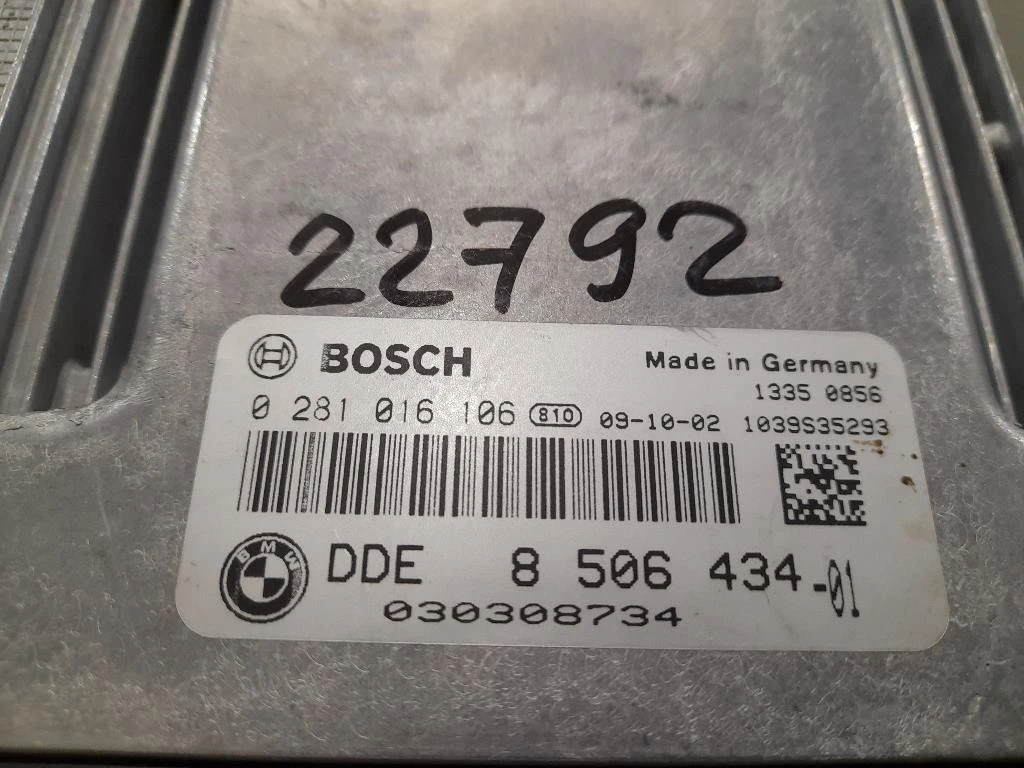 22792
BOSCH Made in Germany
1335 0856
0 281 016 106 810 09-10-02 1039S35293
BMW DDE 8 506 434-01
030308734